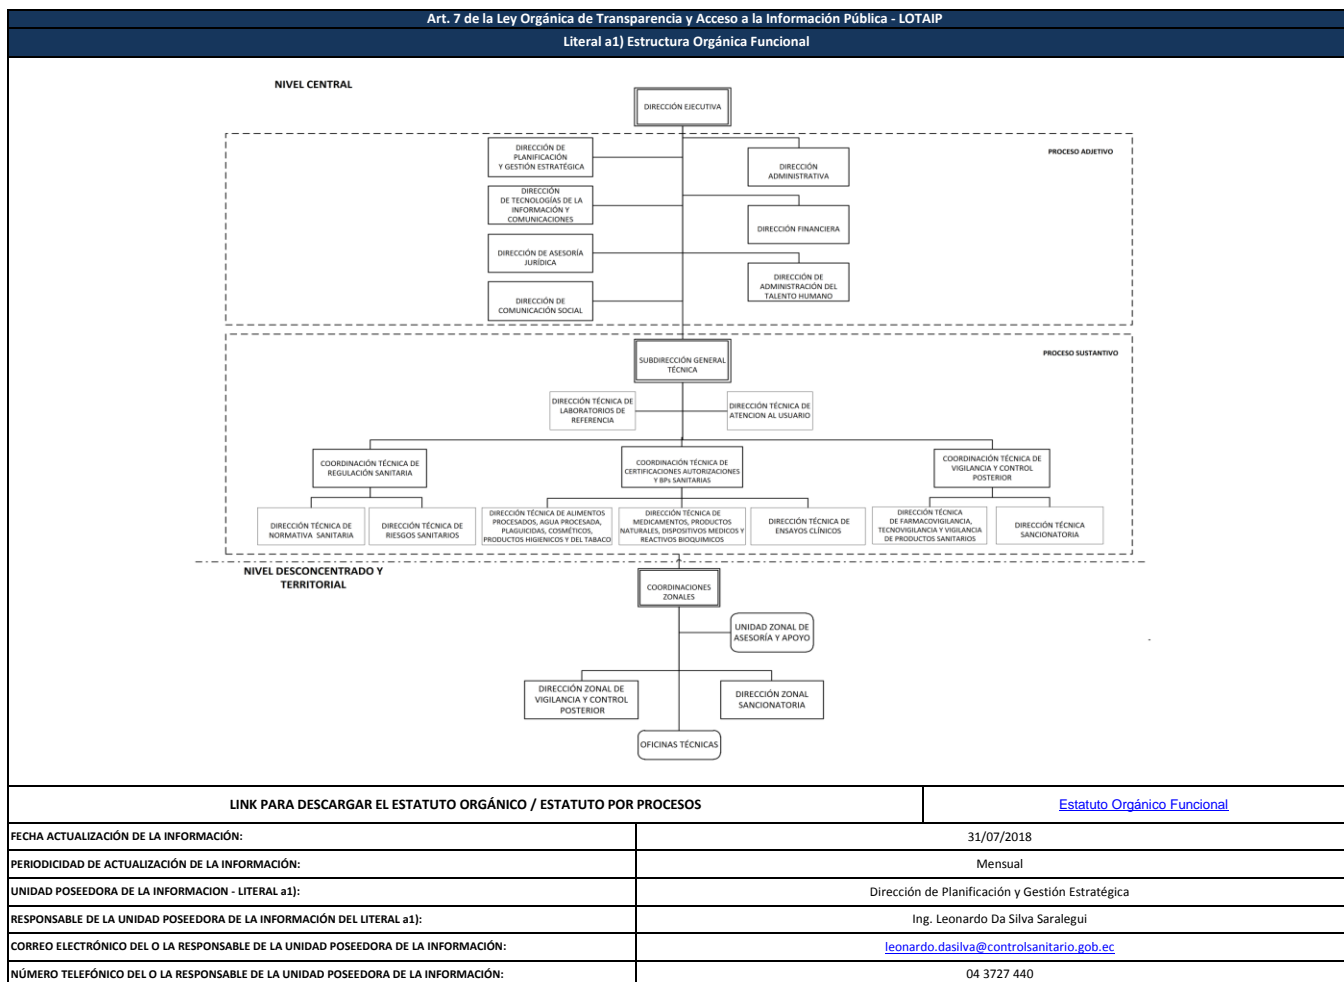 Art. 7 de la Ley Orgánica de Transparencia y Acceso a la Información Pública - LOTAIP
Literal a1) Estructura Orgánica Funcional
NIVEL CENTRAL
DIRECCIÓN EJECUTIVA
PROCESO ADJETIVO
DIRECCIÓN DE
PLANIFICACIÓN
Y GESTIÓN ESTRATÉGICA
DIRECCIÓN
ADMINISTRATIVA
DIRECCIÓN
DE TECNOLOGÍAS DE LA
INFORMACIÓN Y
COMUNICACIONES
DIRECCIÓN FINANCIERA
DIRECCIÓN DE ASESORÍA
JURÍDICA
DIRECCIÓN DE
ADMINISTRACIÓN DEL
TALENTO HUMANO
DIRECCIÓN DE
COMUNICACIÓN SOCIAL
PROCESO SUSTANTIVO
SUBDIRECCIÓN GENERAL
TÉCNICA
DIRECCIÓN TÉCNICA DE
LABORATORIOS DE
REFERENCIA
DIRECCIÓN TÉCNICA DE
ATENCION AL USUARIO
COORDINACIÓN TÉCNICA DE
REGULACIÓN SANITARIA
COORDINACIÓN TÉCNICA DE
CERTIFICACIONES AUTORIZACIONES
Y BPs SANITARIAS
COORDINACIÓN TÉCNICA DE
VIGILANCIA Y CONTROL
POSTERIOR
DIRECCIÓN TÉCNICA DE
NORMATIVA SANITARIA
DIRECCIÓN TÉCNICA DE
RIESGOS SANITARIOS
DIRECCIÓN TÉCNICA DE ALIMENTOS
PROCESADOS, AGUA PROCESADA,
PLAGUICIDAS, COSMÉTICOS,
PRODUCTOS HIGIENICOS Y DEL TABACO
DIRECCIÓN TÉCNICA DE
MEDICAMENTOS, PRODUCTOS
NATURALES, DISPOSITIVOS MEDICOS Y
REACTIVOS BIOQUIMICOS
DIRECCIÓN TÉCNICA DE
ENSAYOS CLÍNICOS
DIRECCIÓN TÉCNICA
DE FARMACOVIGILANCIA,
TECNOVIGILANCIA Y VIGILANCIA
DE PRODUCTOS SANITARIOS
DIRECCIÓN TÉCNICA
SANCIONATORIA
NIVEL DESCONCENTRADO Y
TERRITORIAL
COORDINACIONES
ZONALES
UNIDAD ZONAL DE
ASESORÍA Y APOYO
DIRECCIÓN ZONAL DE
VIGILANCIA Y CONTROL
POSTERIOR
DIRECCIÓN ZONAL
SANCIONATORIA
OFICINAS TÉCNICAS
LINK PARA DESCARGAR EL ESTATUTO ORGÁNICO / ESTATUTO POR PROCESOS
Estatuto Orgánico Funcional
FECHA ACTUALIZACIÓN DE LA INFORMACIÓN:
31/07/2018
PERIODICIDAD DE ACTUALIZACIÓN DE LA INFORMACIÓN:
Mensual
UNIDAD POSEEDORA DE LA INFORMACION - LITERAL a1):
Dirección de Planificación y Gestión Estratégica
RESPONSABLE DE LA UNIDAD POSEEDORA DE LA INFORMACIÓN DEL LITERAL a1):
Ing. Leonardo Da Silva Saralegui
CORREO ELECTRÓNICO DEL O LA RESPONSABLE DE LA UNIDAD POSEEDORA DE LA INFORMACIÓN:
leonardo.dasilva@controlsanitario.gob.ec
NÚMERO TELEFÓNICO DEL O LA RESPONSABLE DE LA UNIDAD POSEEDORA DE LA INFORMACIÓN:
04 3727 440